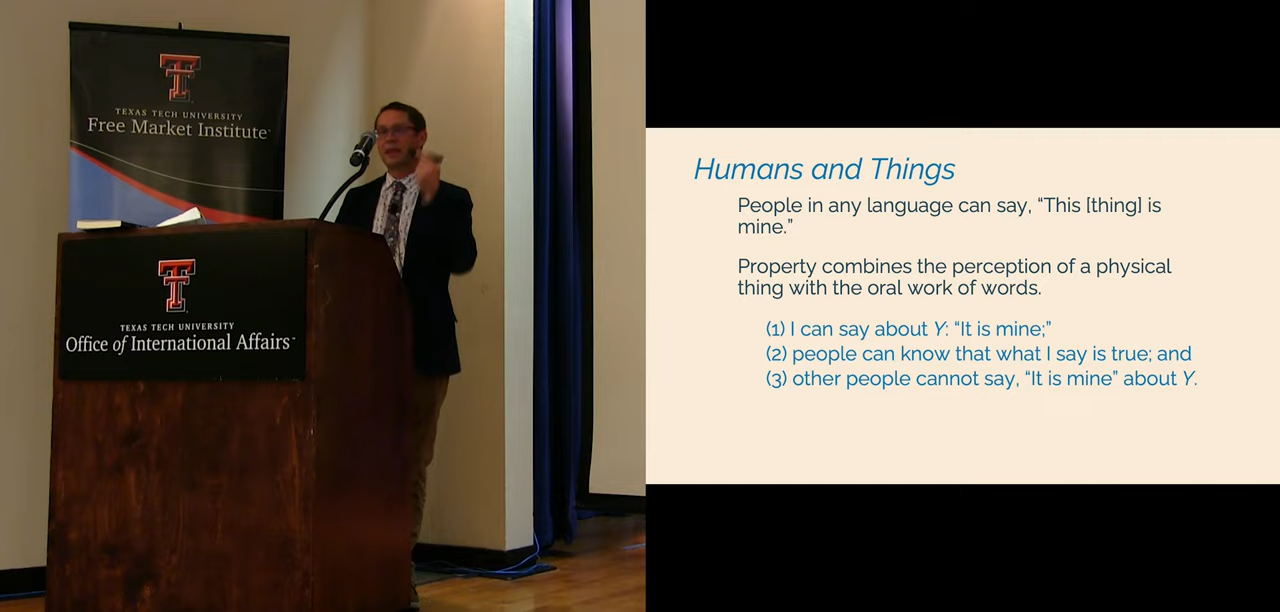 TEXAS TECH UNIVERSITY
Free Market Institute
TEXAS TECH UNIVERSITY
Office of International Affairs
Humans and Things
People in any language can say, “This [thing] is
mine.”
Property combines the perception of a physical
thing with the oral work of words.
(1) I can say about Y: “It is mine;”
(2) people can know that what I say is true; and
(3) other people cannot say, “It is mine” about Y.